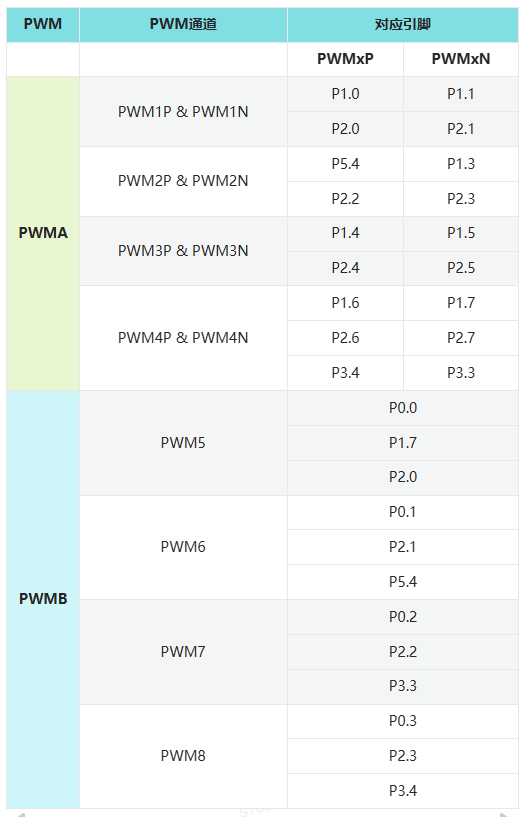 PWM PWM通道 对应引脚
PWMxP PWMxN
PWMA
PWM1P & PWM1N
P1.0 P1.1
P2.0 P2.1
PWM2P & PWM2N
P5.4 P1.3
P2.2 P2.3
PWM3P & PWM3N
P1.4 P1.5
P2.4 P2.5
PWM4P & PWM4N
P1.6 P1.7
P2.6 P2.7
P3.4 P3.3
PWMB
PWM5
P0.0
P1.7
P2.0
PWM6
P0.1
P2.1
P5.4
PWM7
P0.2
P2.2
P3.3
PWM8
P0.3
P2.3
P3.4